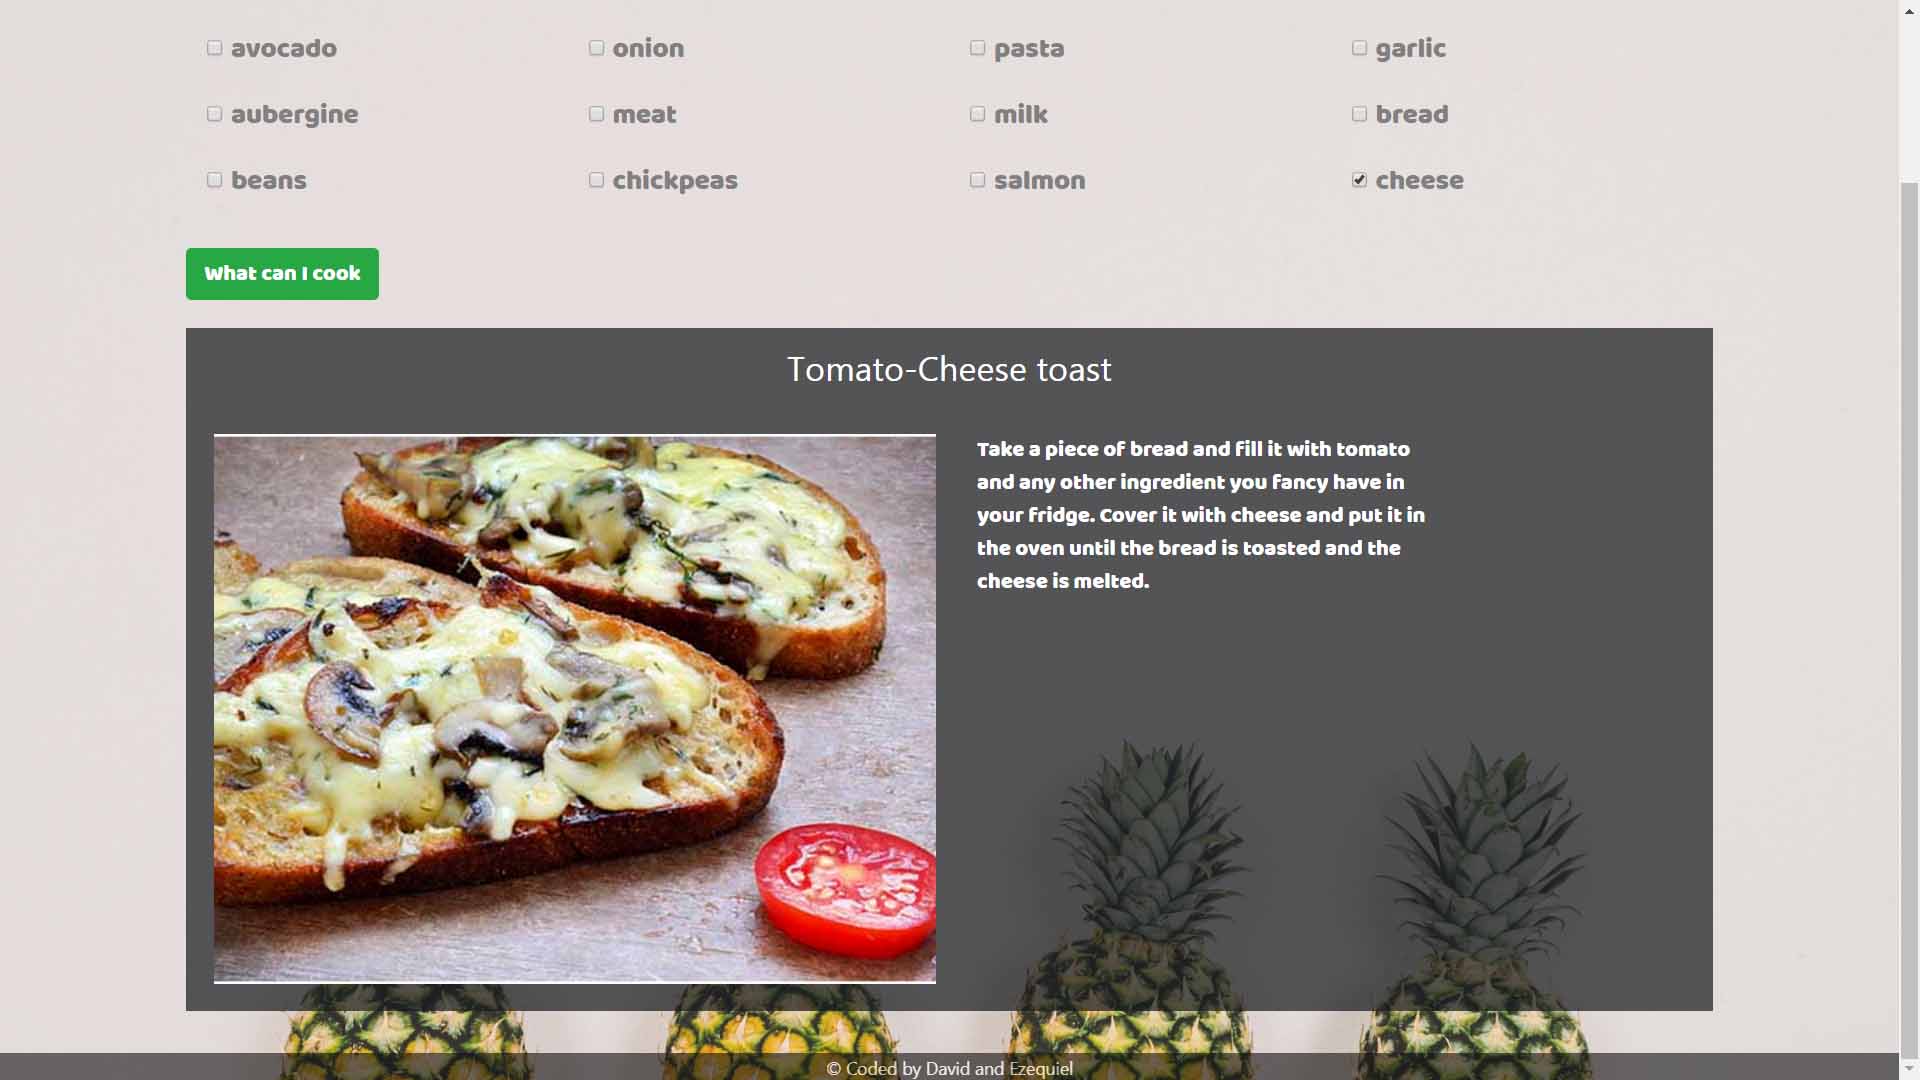 avocado onion pasta garlic
aubergine meat milk bread
beans chickpeas salmon cheese
What can I cook
Tomato-Cheese toast
Take a piece of bread and fill it with tomato
and any other ingredient you fancy have in
your fridge. Cover it with cheese and put it in
the oven until the bread is toasted and the
cheese is melted.
© Coded by David and Ezequiel